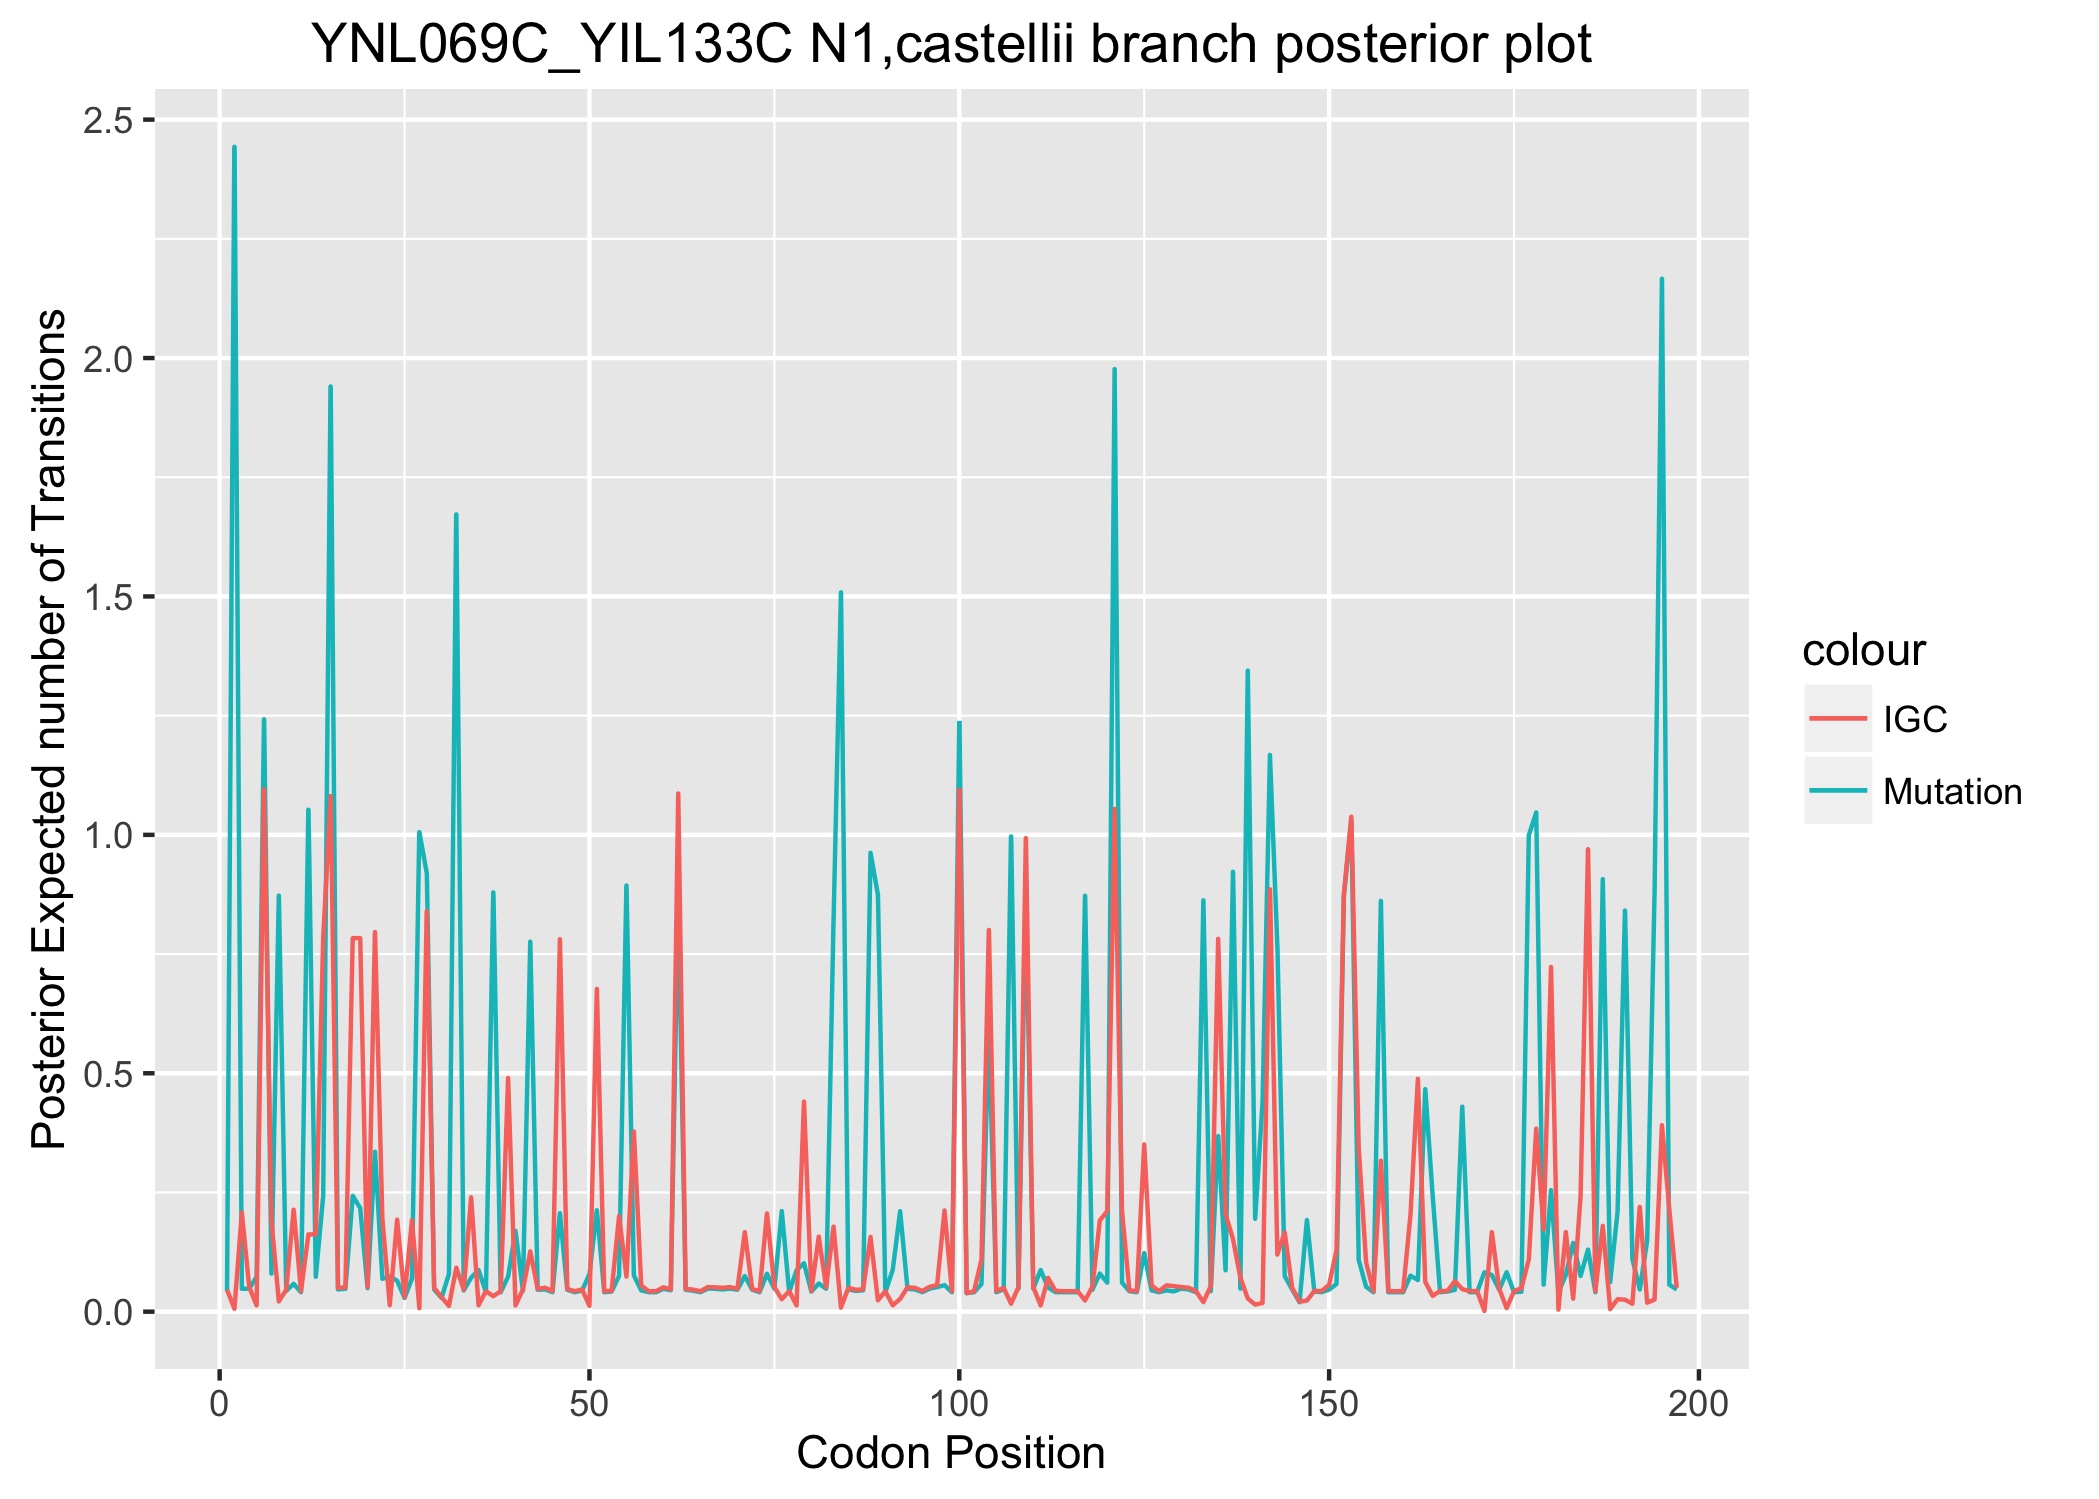 YNL069C_YIL133C N1,castellii branch posterior plot
Posterior Expected number of Transitions
2.5
2.0
1.5
1.0
0.5
0.0
0
50
100
150
200
Codon Position
colour
IGC
Mutation